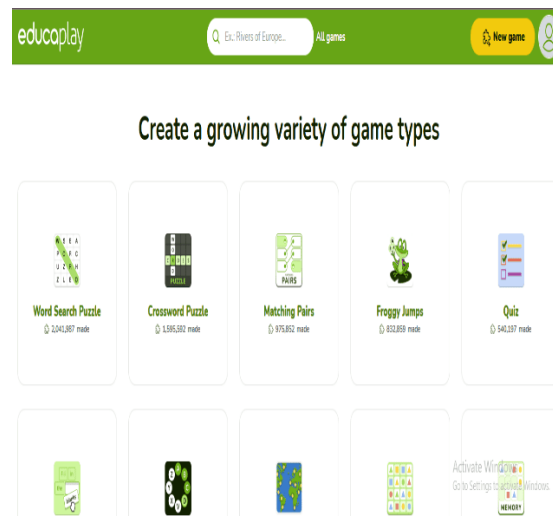 educaplay
Ex.: Rivers of Europe...
All games
New game
Create a growing variety of game types
PUZZLE
PAIRS
Word Search Puzzle
2,041,987 made
Crossword Puzzle
1,595,592 made
Matching Pairs
975,852 made
Froggy Jumps
832,859 made
Quiz
540,197 made
Activate Windows
Go to Settings to activate Windows.
MEMORY